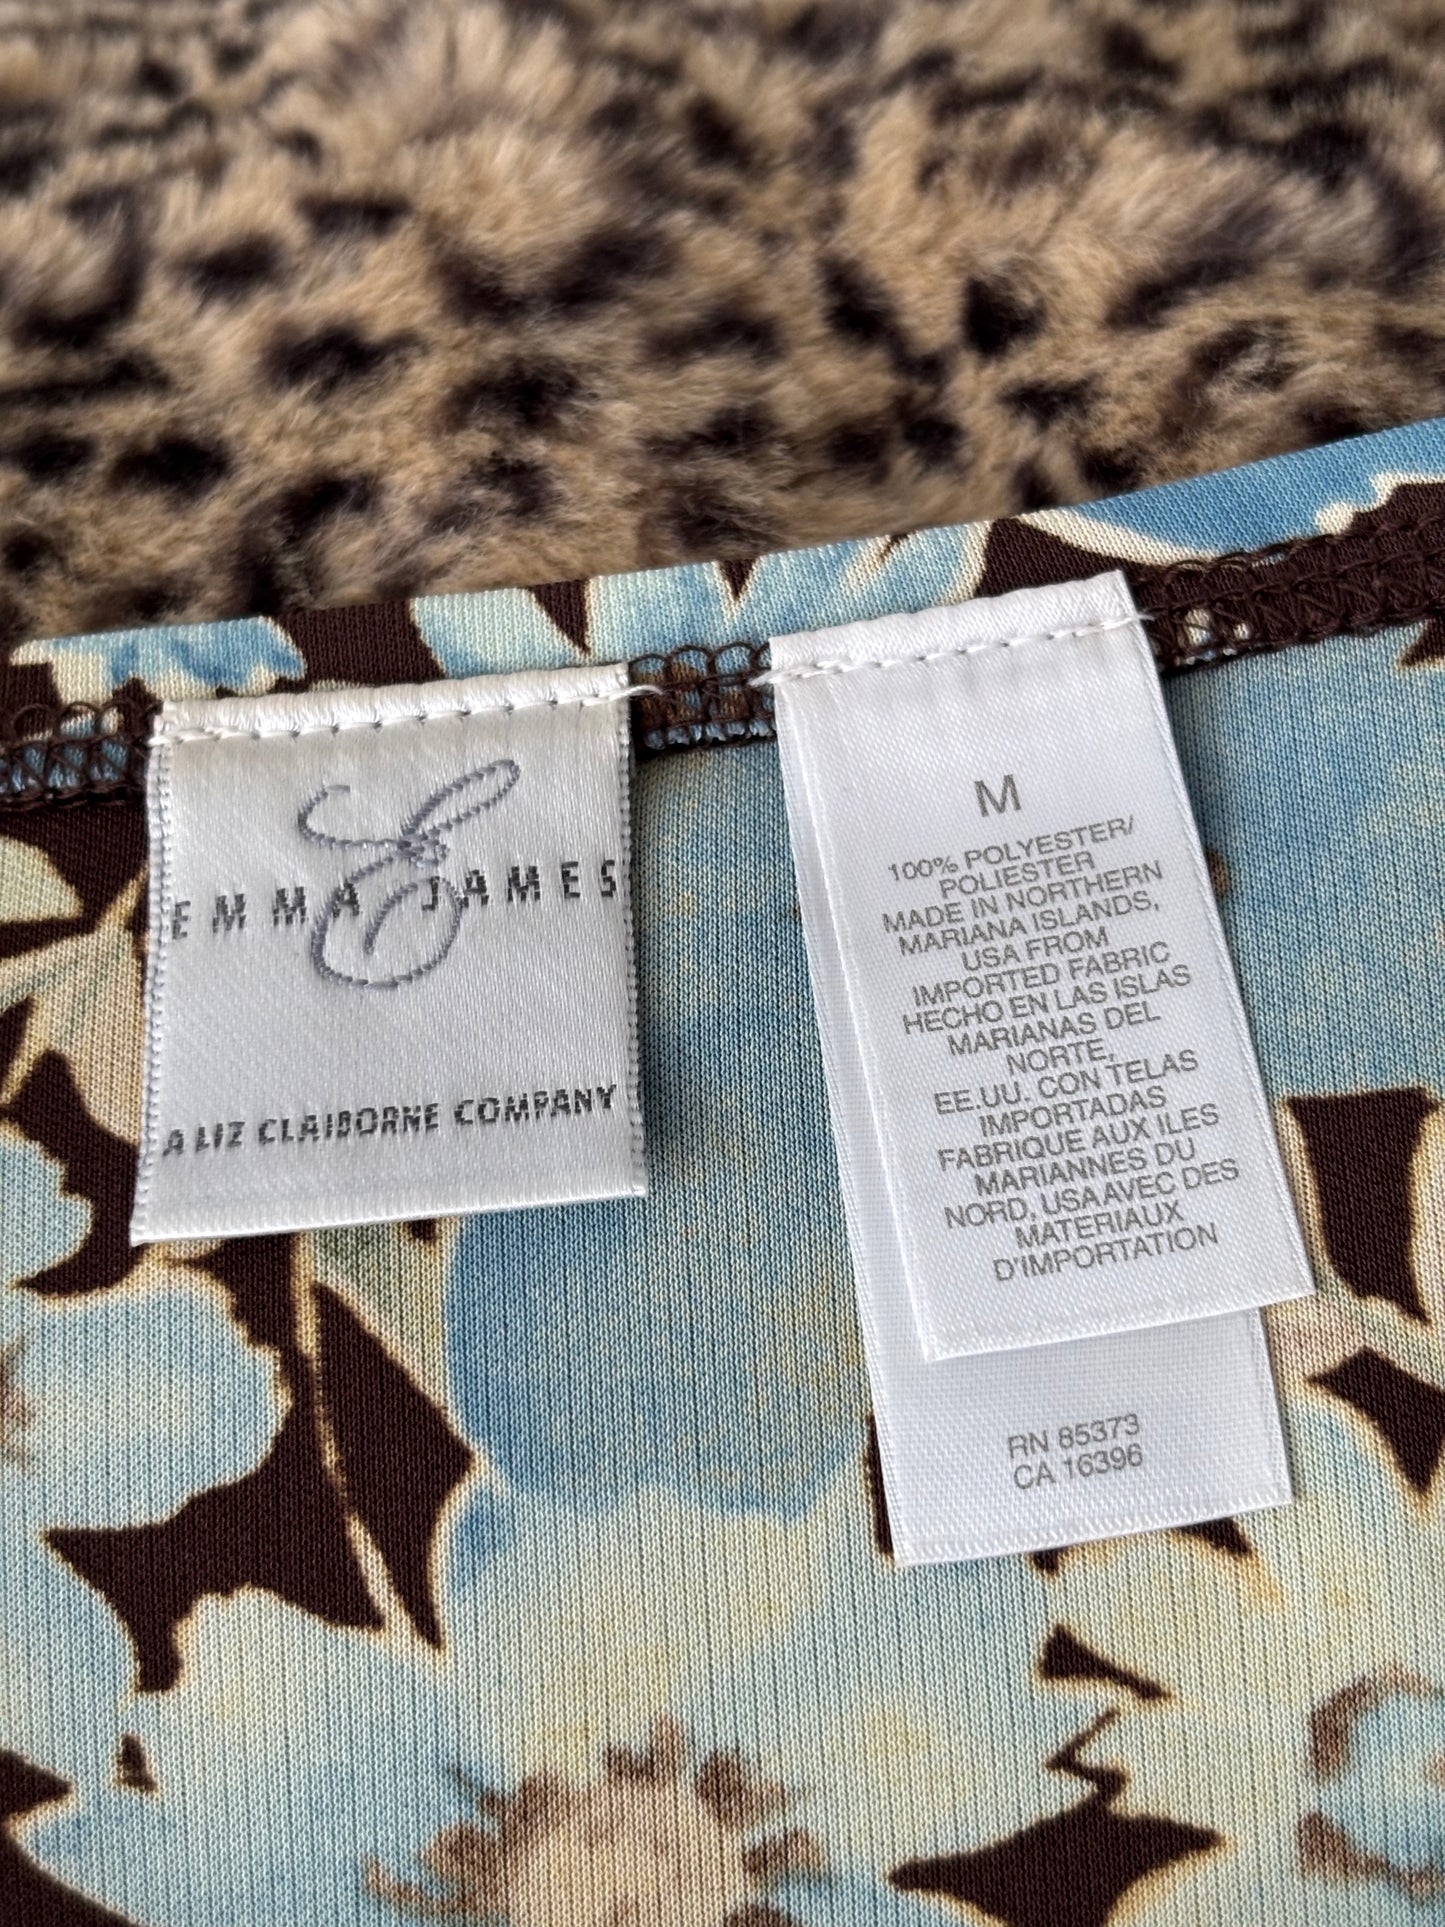 EMMA JAMES
A LIZ CLAIBORNE COMPANY
M
100% POLYESTER/
POLIESTER
MADE IN NORTHERN
MARIANA ISLANDS,
USA FROM
IMPORTED FABRIC
HECHO EN LAS ISLAS
MARIANAS DEL
NORTE,
EE.UU. CON TELAS
IMPORTADAS
FABRIQUE AUX ILES
MARIANNES DU
NORD, USA AVEC DES
MATERIAUX
D'IMPORTATION
RN 85373
CA 16396